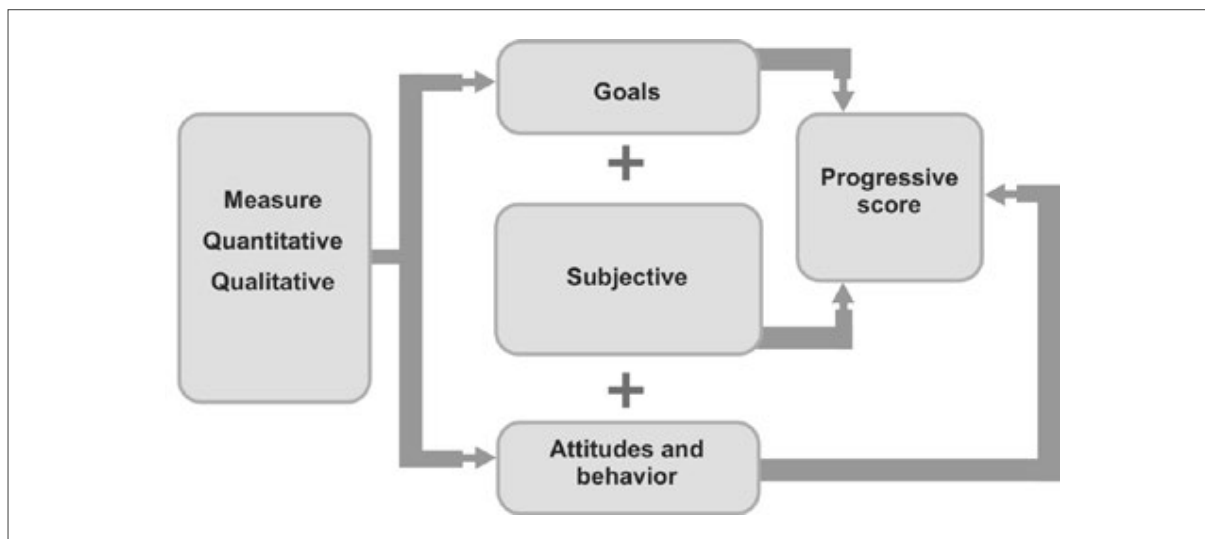 Measure
Quantitative
Qualitative
Goals
+
Subjective
+
Attitudes and
behavior
Progressive
score